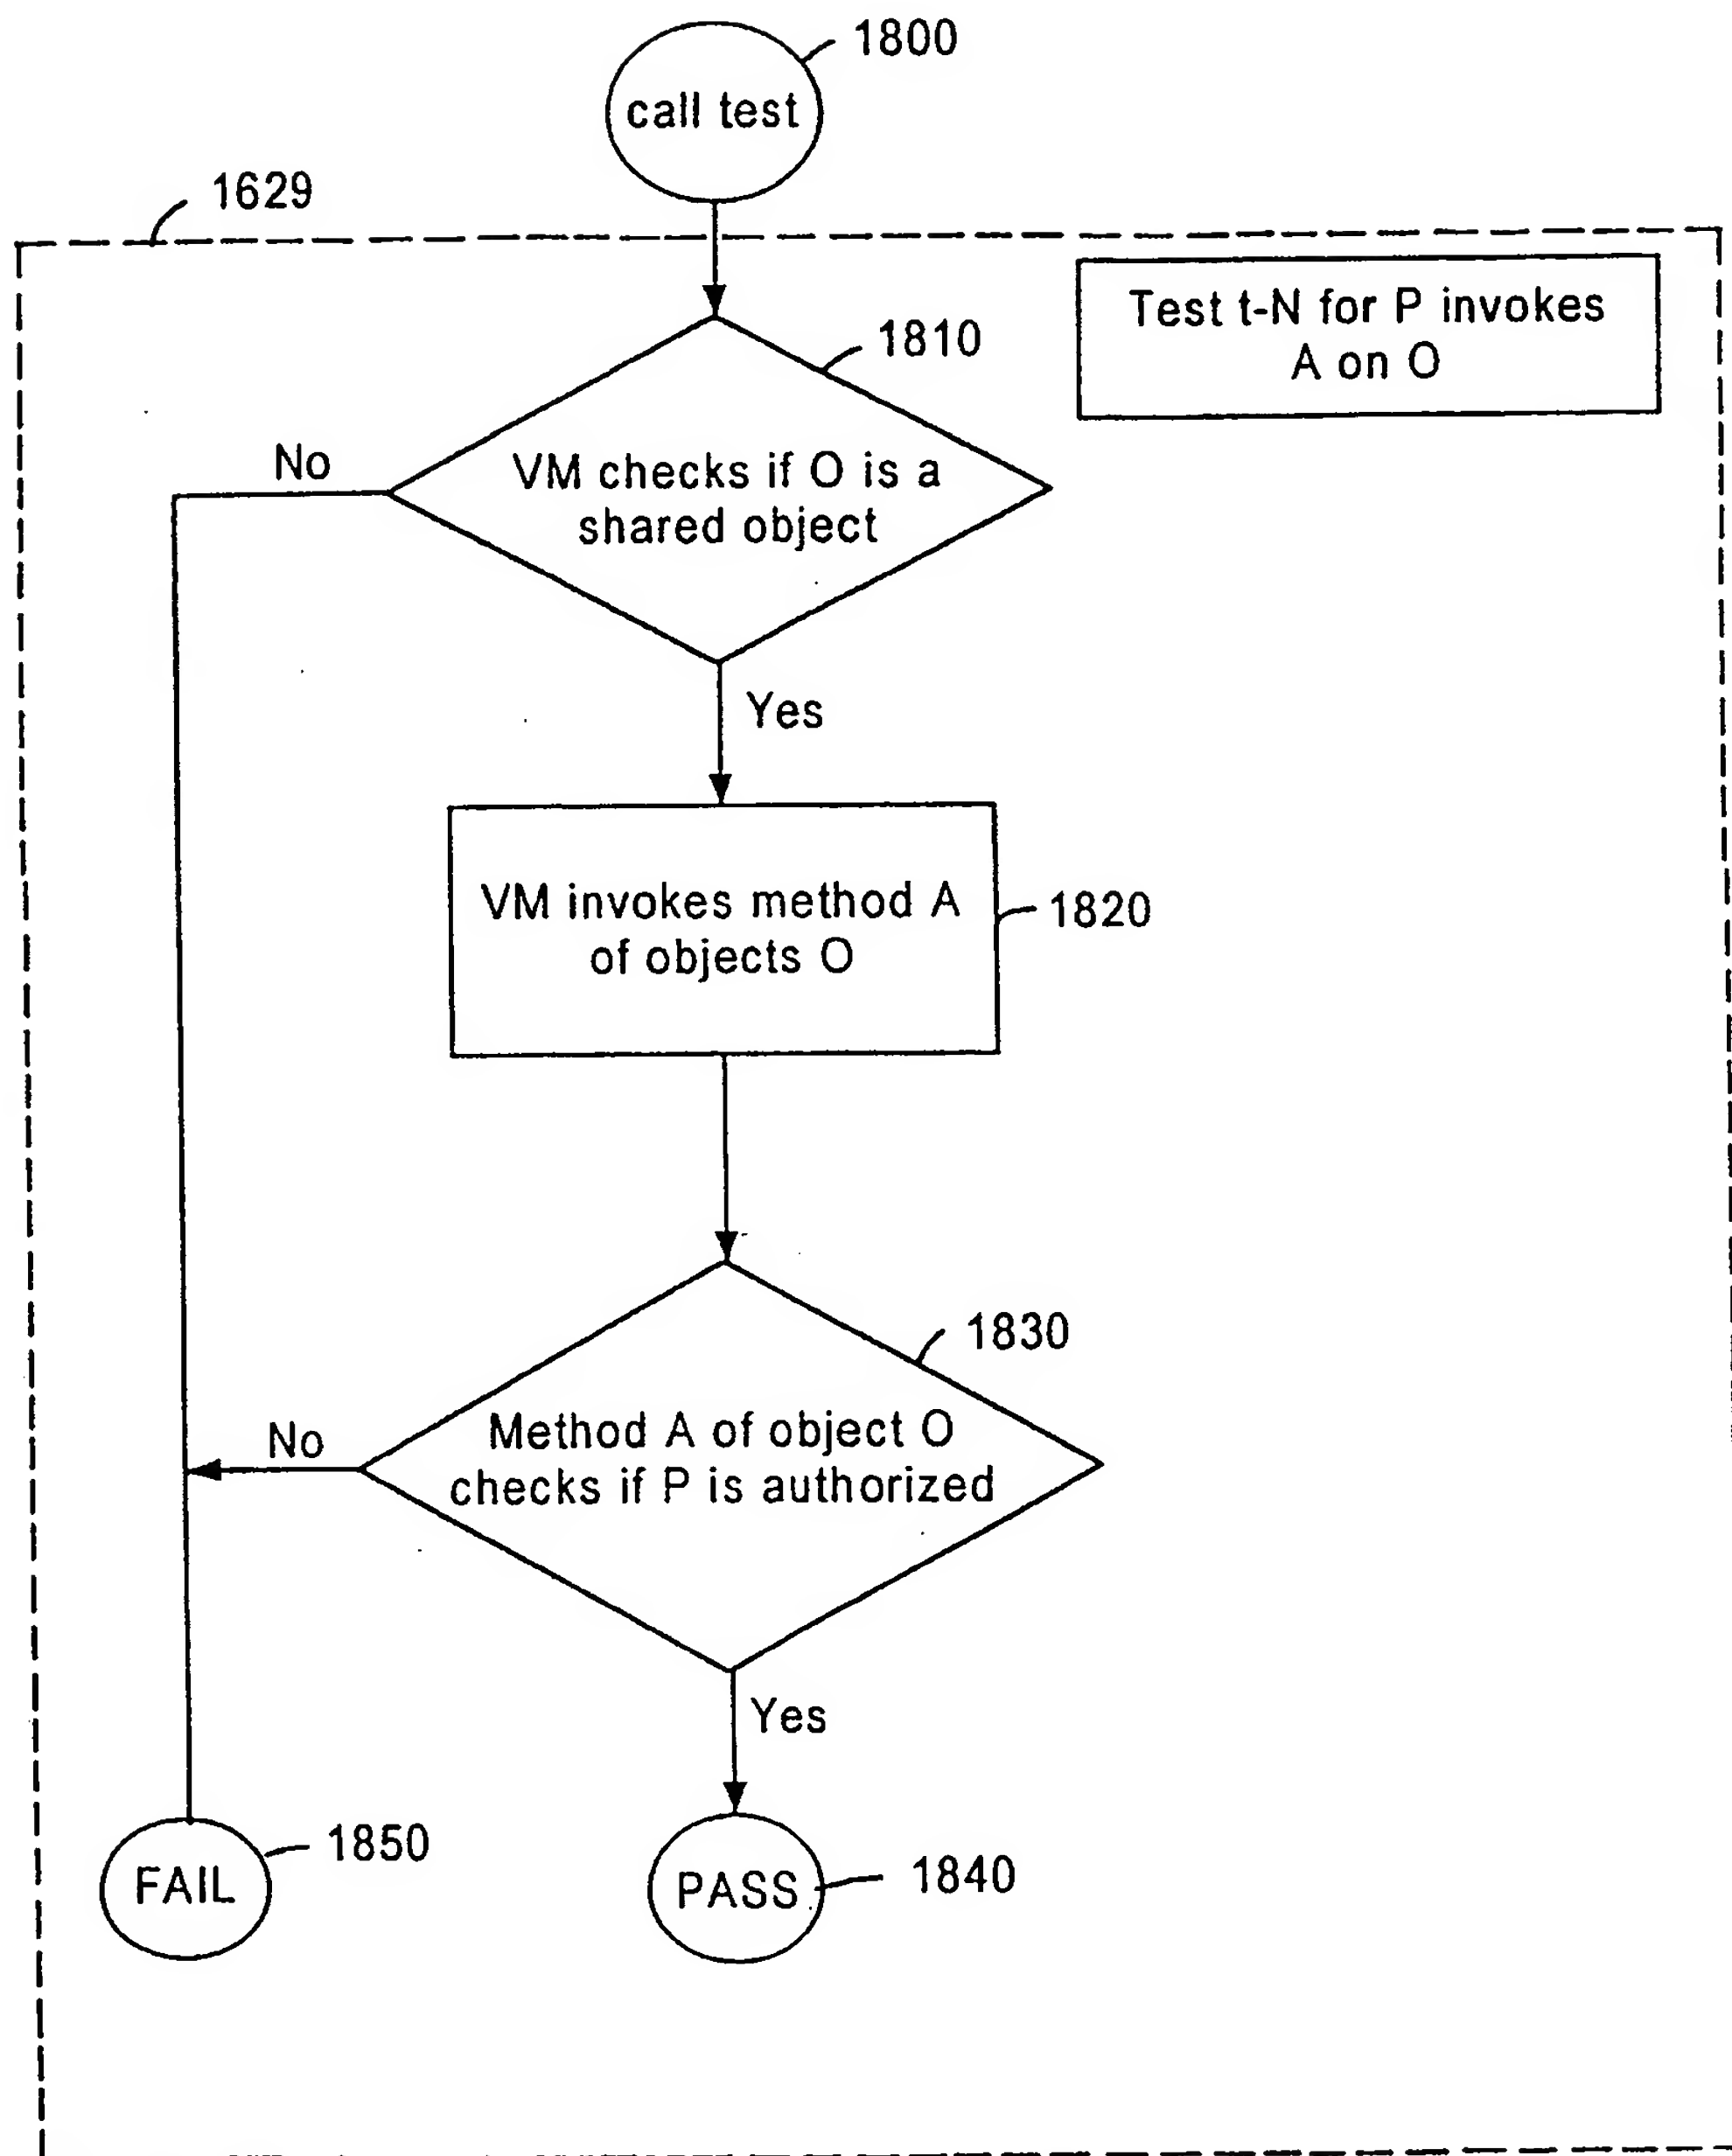 1800
call test
1629
Test t-N for P invokes
A on O
1810
No
VM checks if O is a
shared object
Yes
VM invokes method A
of objects O
1820
1830
No
Method A of object O
checks if P is authorized
Yes
FAIL
1850
PASS
1840